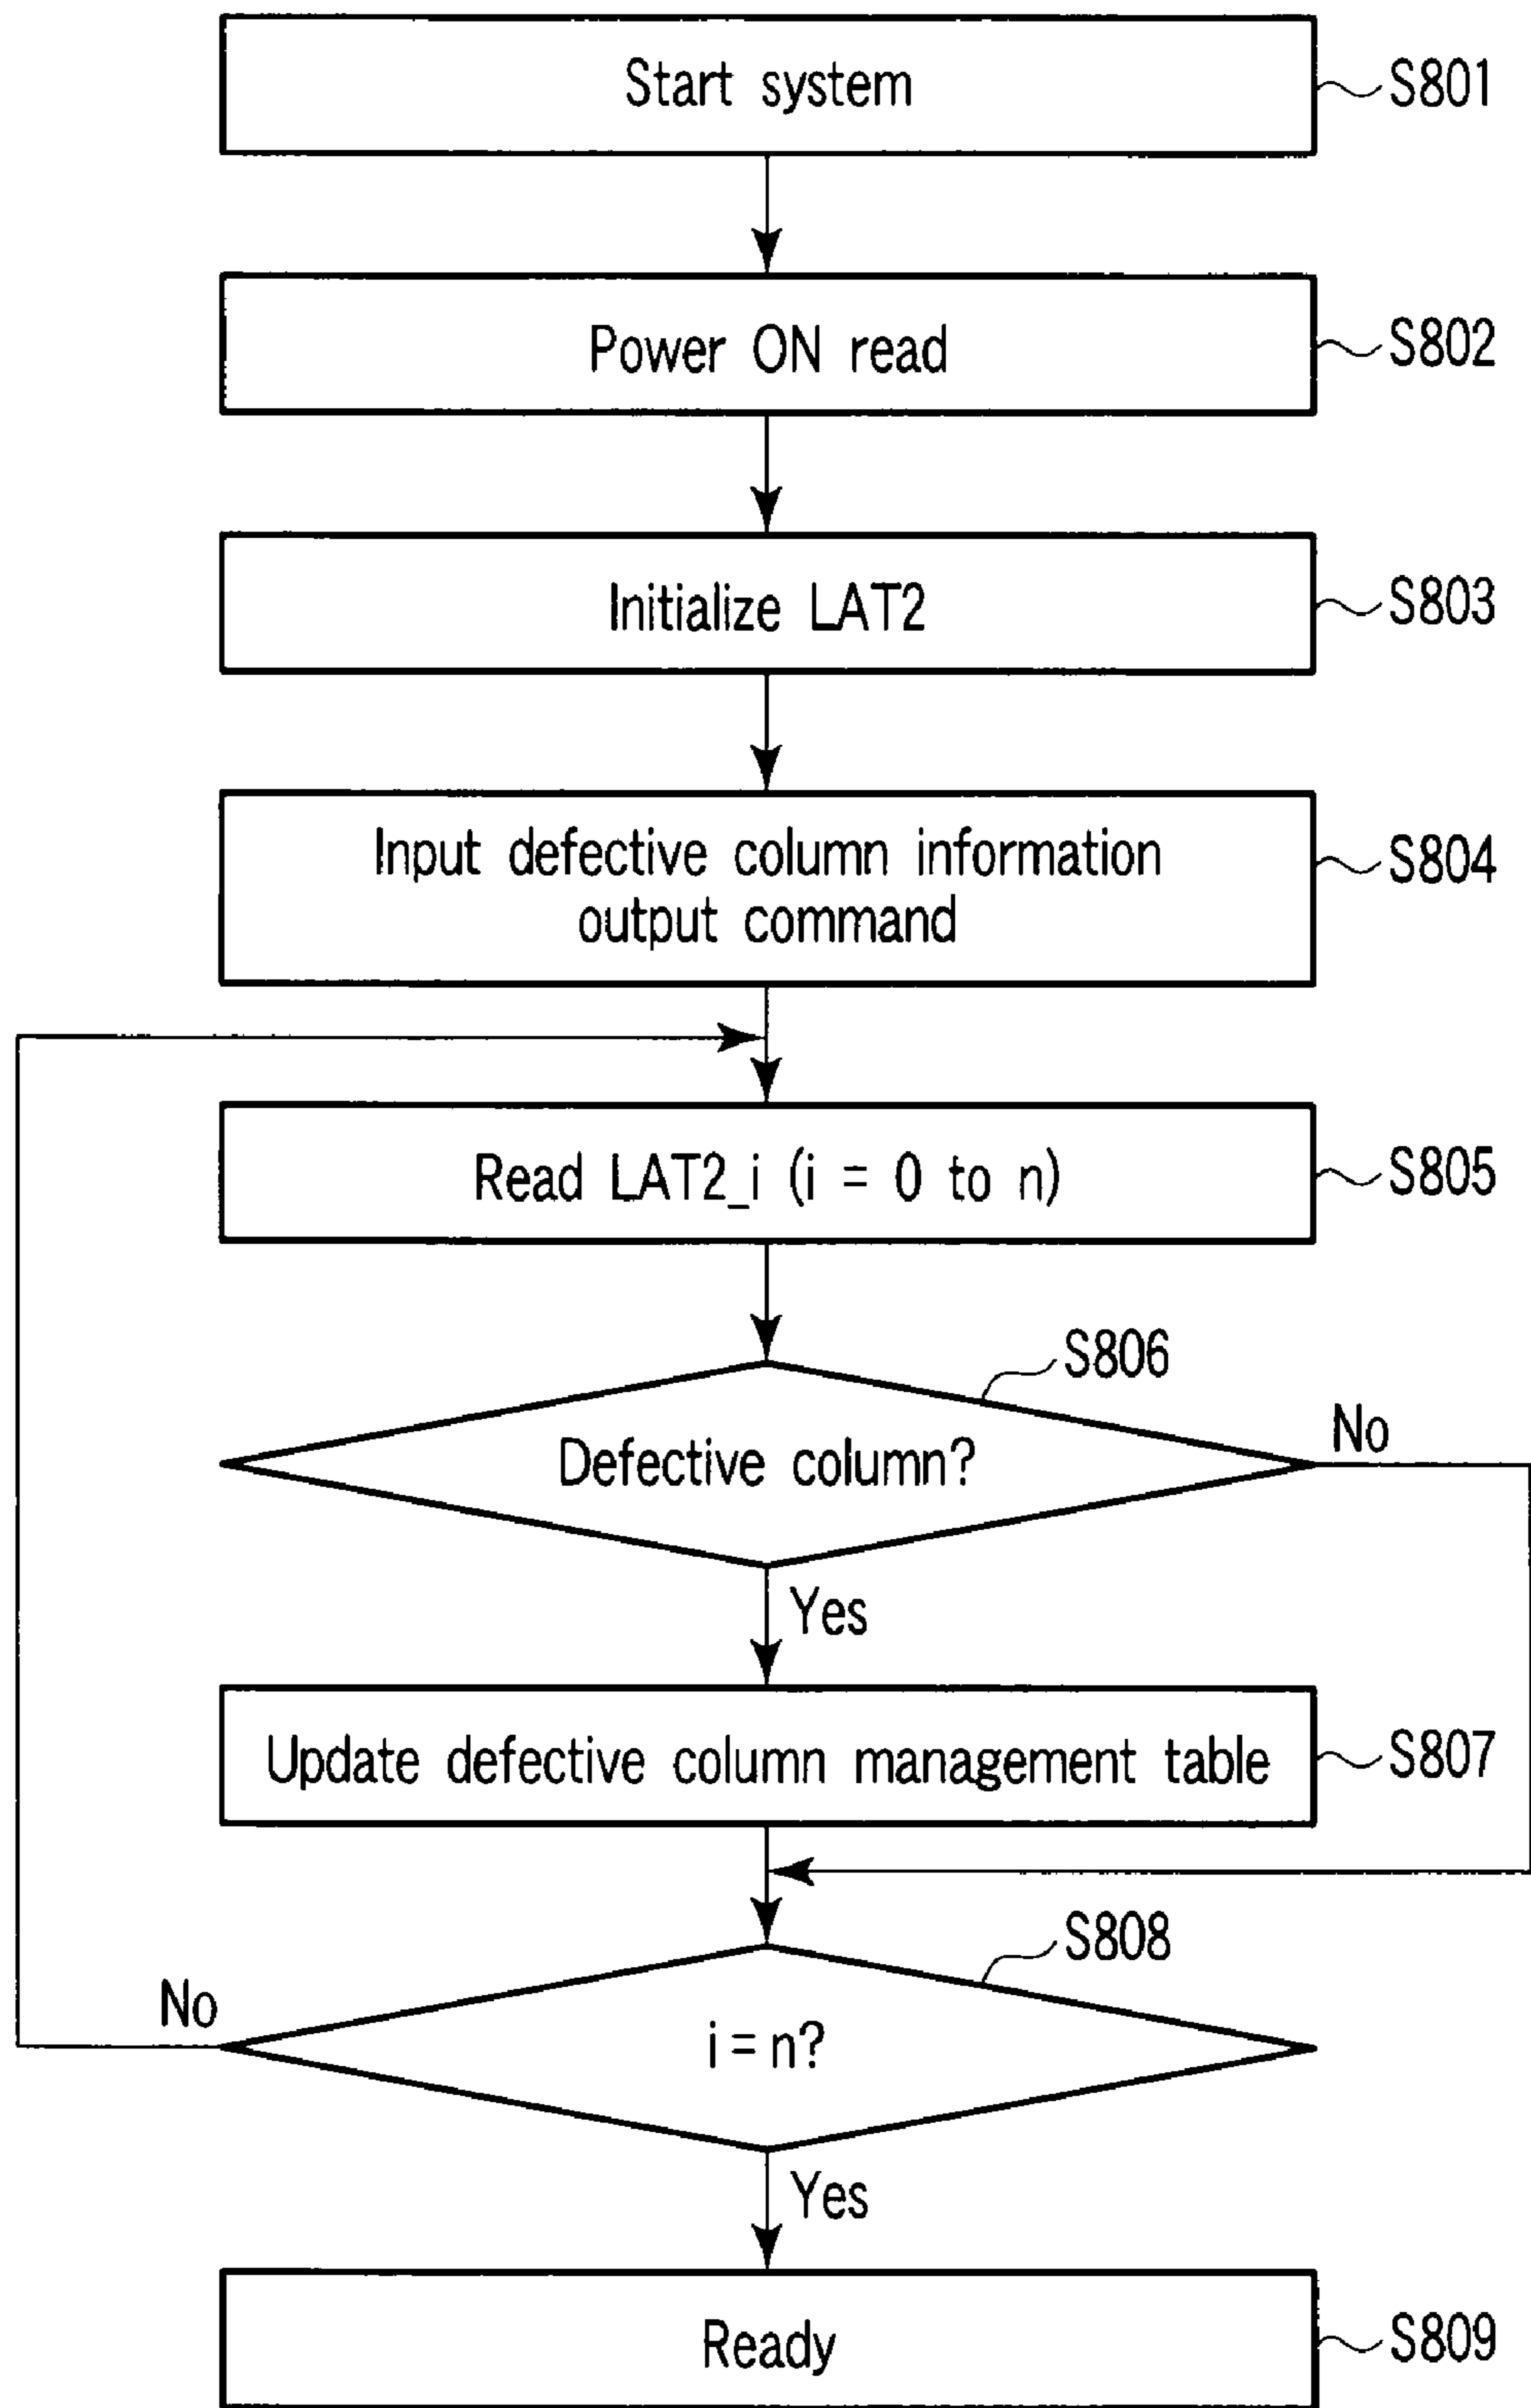 Start system
S801
Power ON read
S802
Initialize LAT2
S803
Input defective column information
output command
S804
Read LAT2_i (i = 0 to n)
S805
S806
Defective column?
No
Yes
Update defective column management table
S807
S808
No
i = n?
Yes
Ready
S809